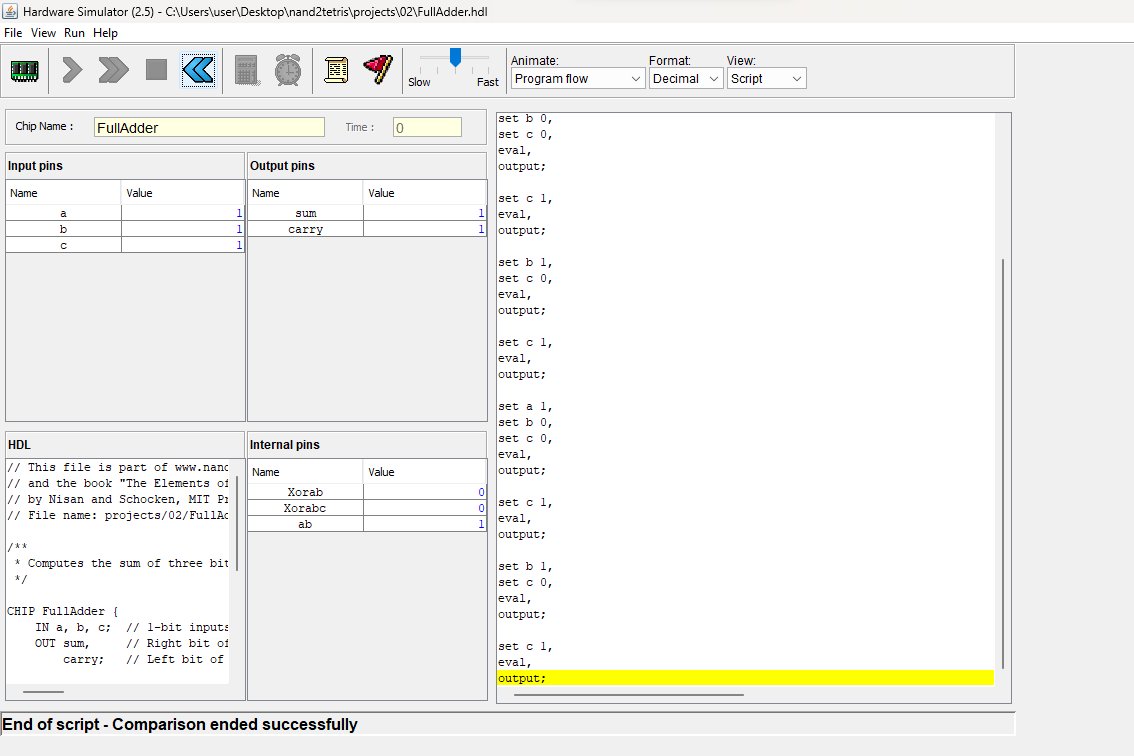 Hardware Simulator (2.5) - C:\Users\user\Desktop\nand2tetris\projects\02\FullAdder.hdl
File View Run Help
Slow Fast
Animate: Format: View:
Program flow Decimal Script
Chip Name : FullAdder Time : 0
Input pins
Name Value
a 1
b 1
c 1
Output pins
Name Value
sum 1
carry 1
HDL
// This file is part of www.nand
// and the book "The Elements of
// by Nisan and Schocken, MIT Pr
// File name: projects/02/FullAd
/**
* Computes the sum of three bit
*/
CHIP FullAdder {
IN a, b, c; // 1-bit inputs
OUT sum, // Right bit of
carry; // Left bit of
Internal pins
Name Value
Xorab 0
Xorabc 0
ab 1
set b 0,
set c 0,
eval,
output;
set c 1,
eval,
output;
set b 1,
set c 0,
eval,
output;
set c 1,
eval,
output;
set a 1,
set b 0,
set c 0,
eval,
output;
set c 1,
eval,
output;
set b 1,
set c 0,
eval,
output;
set c 1,
eval,
output;
End of script - Comparison ended successfully